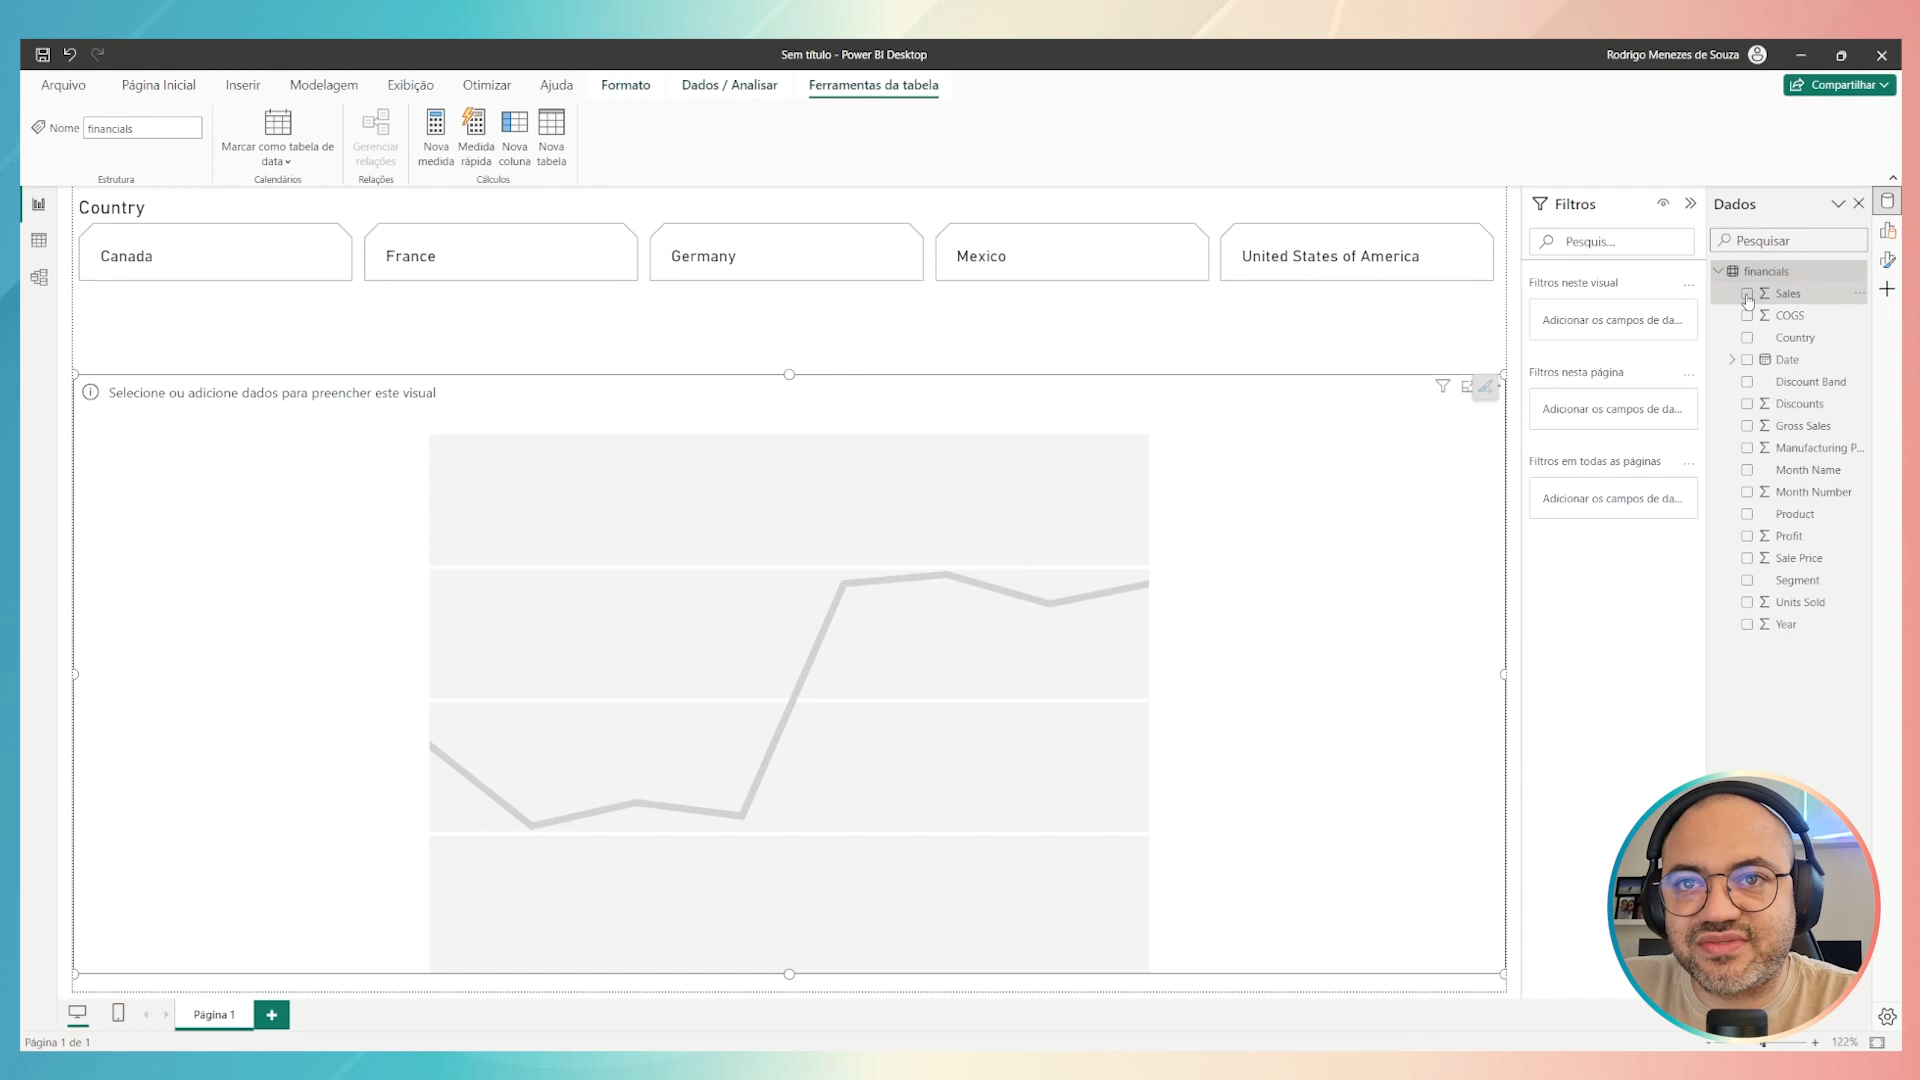 Sem título - Power BI Desktop
Rodrigo Menezes de Souza
Arquivo
Página Inicial
Inserir
Modelagem
Exibição
Otimizar
Ajuda
Formato
Dados / Analisar
Ferramentas da tabela
Compartilhar
Nome
financials
Marcar como tabela de
data
Gerenciar
relações
Nova
medida
Medida
rápida
Nova
coluna
Nova
tabela
Estrutura
Calendários
Relações
Cálculos
Country
Canada
France
Germany
Mexico
United States of America
Selecione ou adicione dados para preencher este visual
Filtros
Pesquis...
Filtros neste visual
Adicionar os campos de da...
Filtros nesta página
Adicionar os campos de da...
Filtros em todas as páginas
Adicionar os campos de da...
Dados
Pesquisar
financials
Sales
COGS
Country
Date
Discount Band
Discounts
Gross Sales
Manufacturing P...
Month Name
Month Number
Product
Profit
Sale Price
Segment
Units Sold
Year
Página 1
Página 1 de 1
122%